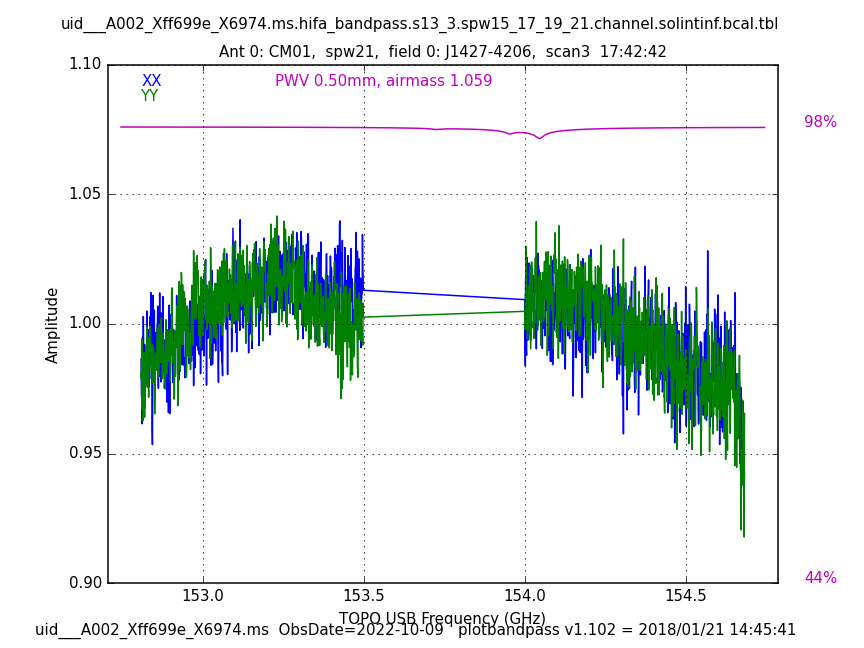 uid___A002_Xff699e_X6974.ms.hifa_bandpass.s13_3.spw15_17_19_21.channel.solintinf.bcal.tbl
Ant 0: CM01,  spw21,  field 0: J1427-4206,  scan3  17:42:42
1.10
XX
PWV 0.50mm, airmass 1.059
YY
98%
1.05
Amplitude
1.00
0.95
44%
0.90
153.0
153.5
154.0
154.5
TOPO USB Frequency (GHz)
uid___A002_Xff699e_X6974.ms  ObsDate=2022-10-09   plotbandpass v1.102 = 2018/01/21 14:45:41